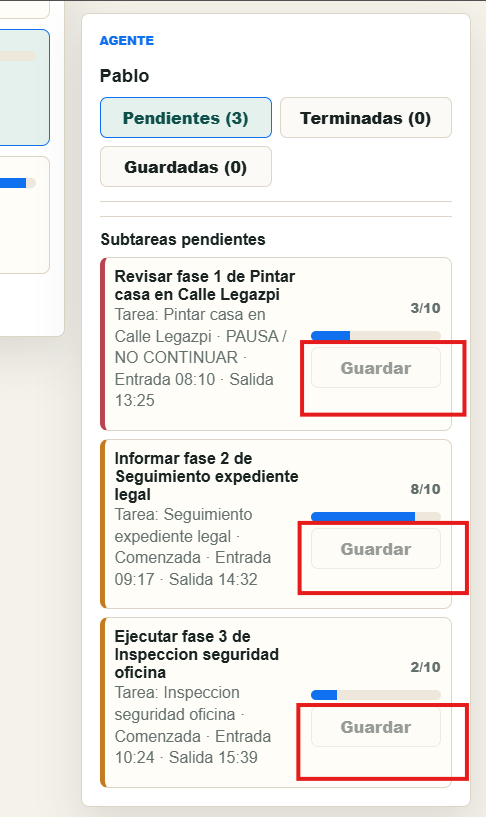 AGENTE
Pablo
Pendientes (3)
Terminadas (0)
Guardadas (0)
Subtareas pendientes
Revisar fase 1 de Pintar
casa en Calle Legazpi
Tarea: Pintar casa en
Calle Legazpi · PAUSA /
NO CONTINUAR ·
Entrada 08:10 · Salida
13:25
3/10
Guardar
Informar fase 2 de
Seguimiento expediente
legal
Tarea: Seguimiento
expediente legal ·
Comenzada · Entrada
09:17 · Salida 14:32
8/10
Guardar
Ejecutar fase 3 de
Inspeccion seguridad
oficina
Tarea: Inspeccion
seguridad oficina ·
Comenzada · Entrada
10:24 · Salida 15:39
2/10
Guardar